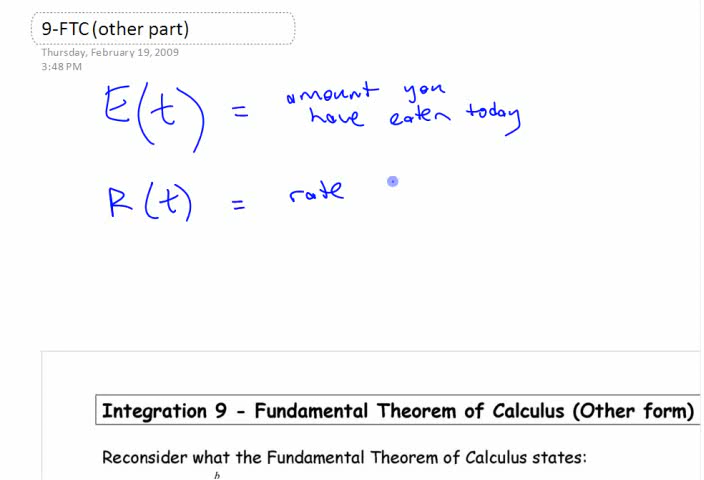 9-FTC (other part)
Thursday, February 19, 2009
3:48 PM
E(t) = amount you
have eaten today
R(t) = rate
Integration 9 - Fundamental Theorem of Calculus (Other form)
Reconsider what the Fundamental Theorem of Calculus states:
b